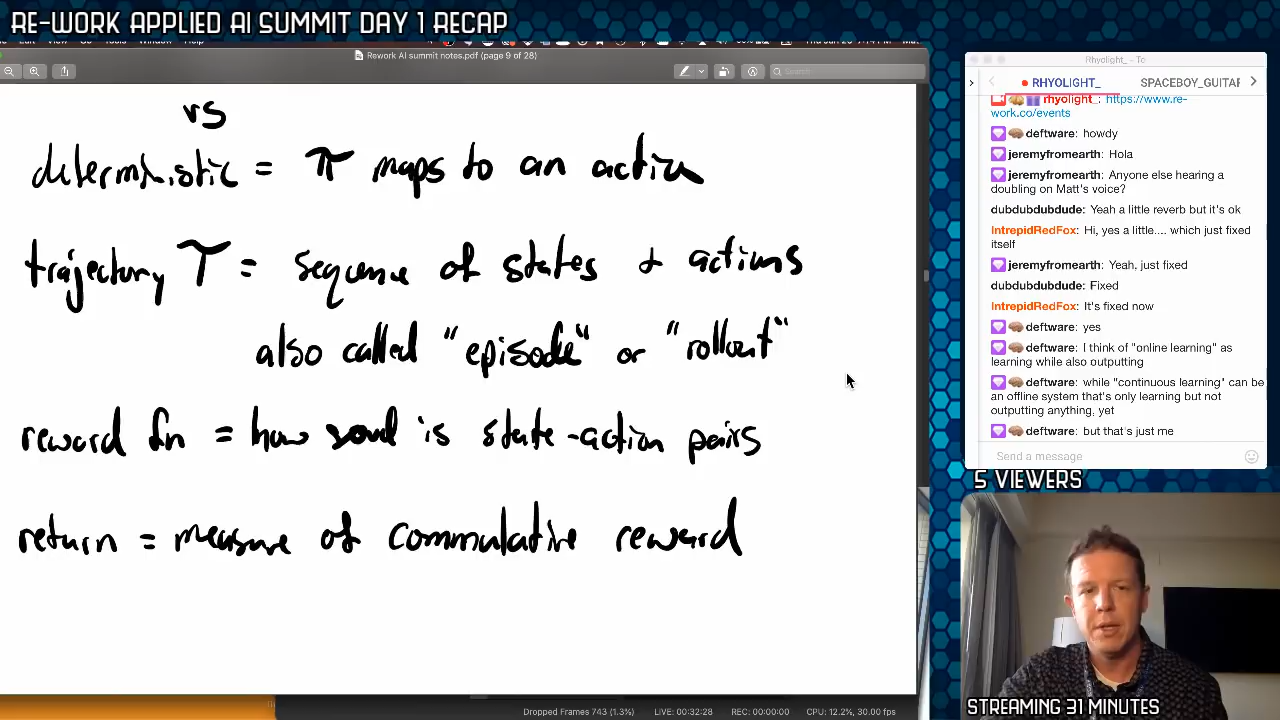 RE-WORK APPLIED AI SUMMIT DAY 1 RECAP
Rework AI summit notes.pdf (page 9 of 28)
Search
vs
deterministic = π maps to an action
trajectory τ = sequence of states + actions
also called "episode" or "rollout"
reward fn = how good is state-action pairs
return = measure of commulative reward
Rhyolight_ - To
RHYOLIGHT_ SPACEBOY_GUITAR
rhyolight_: https://www.re-
work.co/events
deftware: howdy
jeremyfromearth: Hola
jeremyfromearth: Anyone else hearing a
doubling on Matt's voice?
dubdubdubdude: Yeah a little reverb but it's ok
IntrepidRedFox: Hi, yes a little.... which just fixed
itself
jeremyfromearth: Yeah, just fixed
dubdubdubdude: Fixed
IntrepidRedFox: It's fixed now
deftware: yes
deftware: I think of "online learning" as
learning while also outputting
deftware: while "continuous learning" can be
an offline system that's only learning but not
outputting anything, yet
deftware: but that's just me
Send a message
5 VIEWERS
STREAMING 31 MINUTES
Dropped Frames 743 (1.3%) LIVE: 00:32:28 REC: 00:00:00 CPU: 12.2%, 30.00 fps